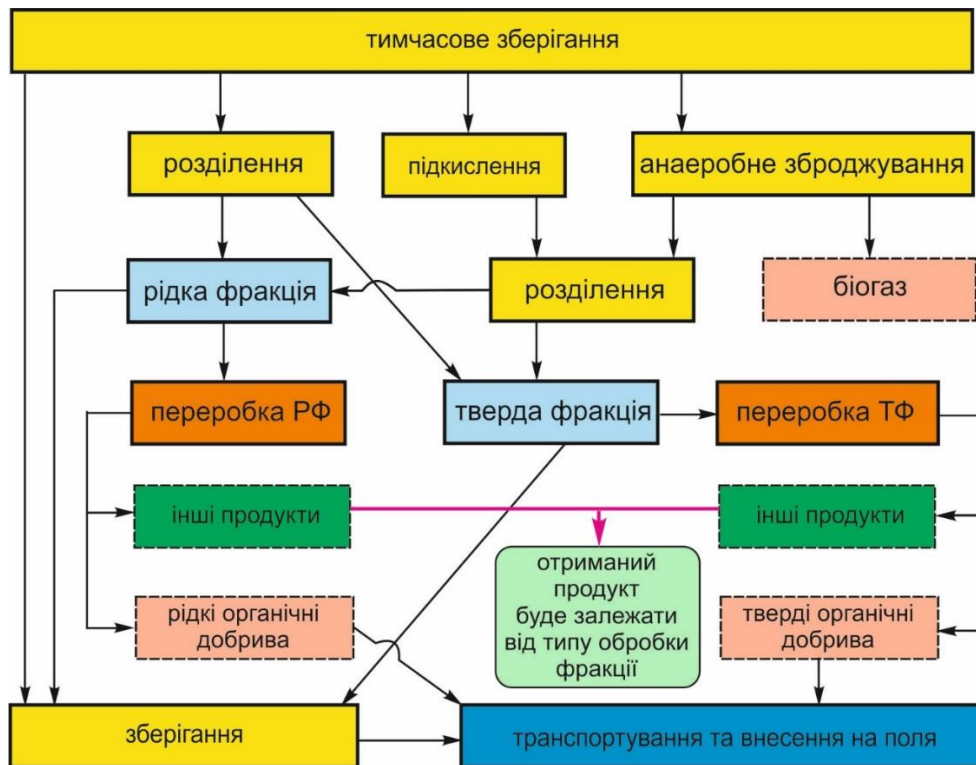 тимчасове зберігання
розділення
підкислення
анаеробне зброджування
рідка фракція
розділення
біогаз
переробка РФ
тверда фракція
переробка ТФ
інші продукти
інші продукти
отриманий
продукт
буде залежати
від типу обробки
фракції
рідкі органічні
добрива
тверді органічні
добрива
зберігання
транспортування та внесення на поля